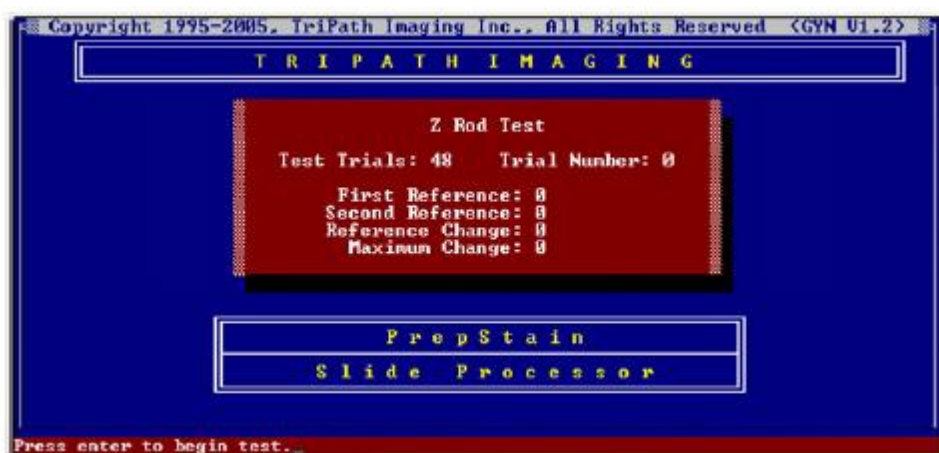 Copyright 1995-2005, TriPath Imaging Inc., All Rights Reserved <GYN V1.2>
T R I P A T H I M A G I N G
Z Rod Test
Test Trials: 48 Trial Number: 0
First Reference: 0
Second Reference: 0
Reference Change: 0
Maximum Change: 0
P r e p S t a i n
S l i d e P r o c e s s o r
Press enter to begin test._